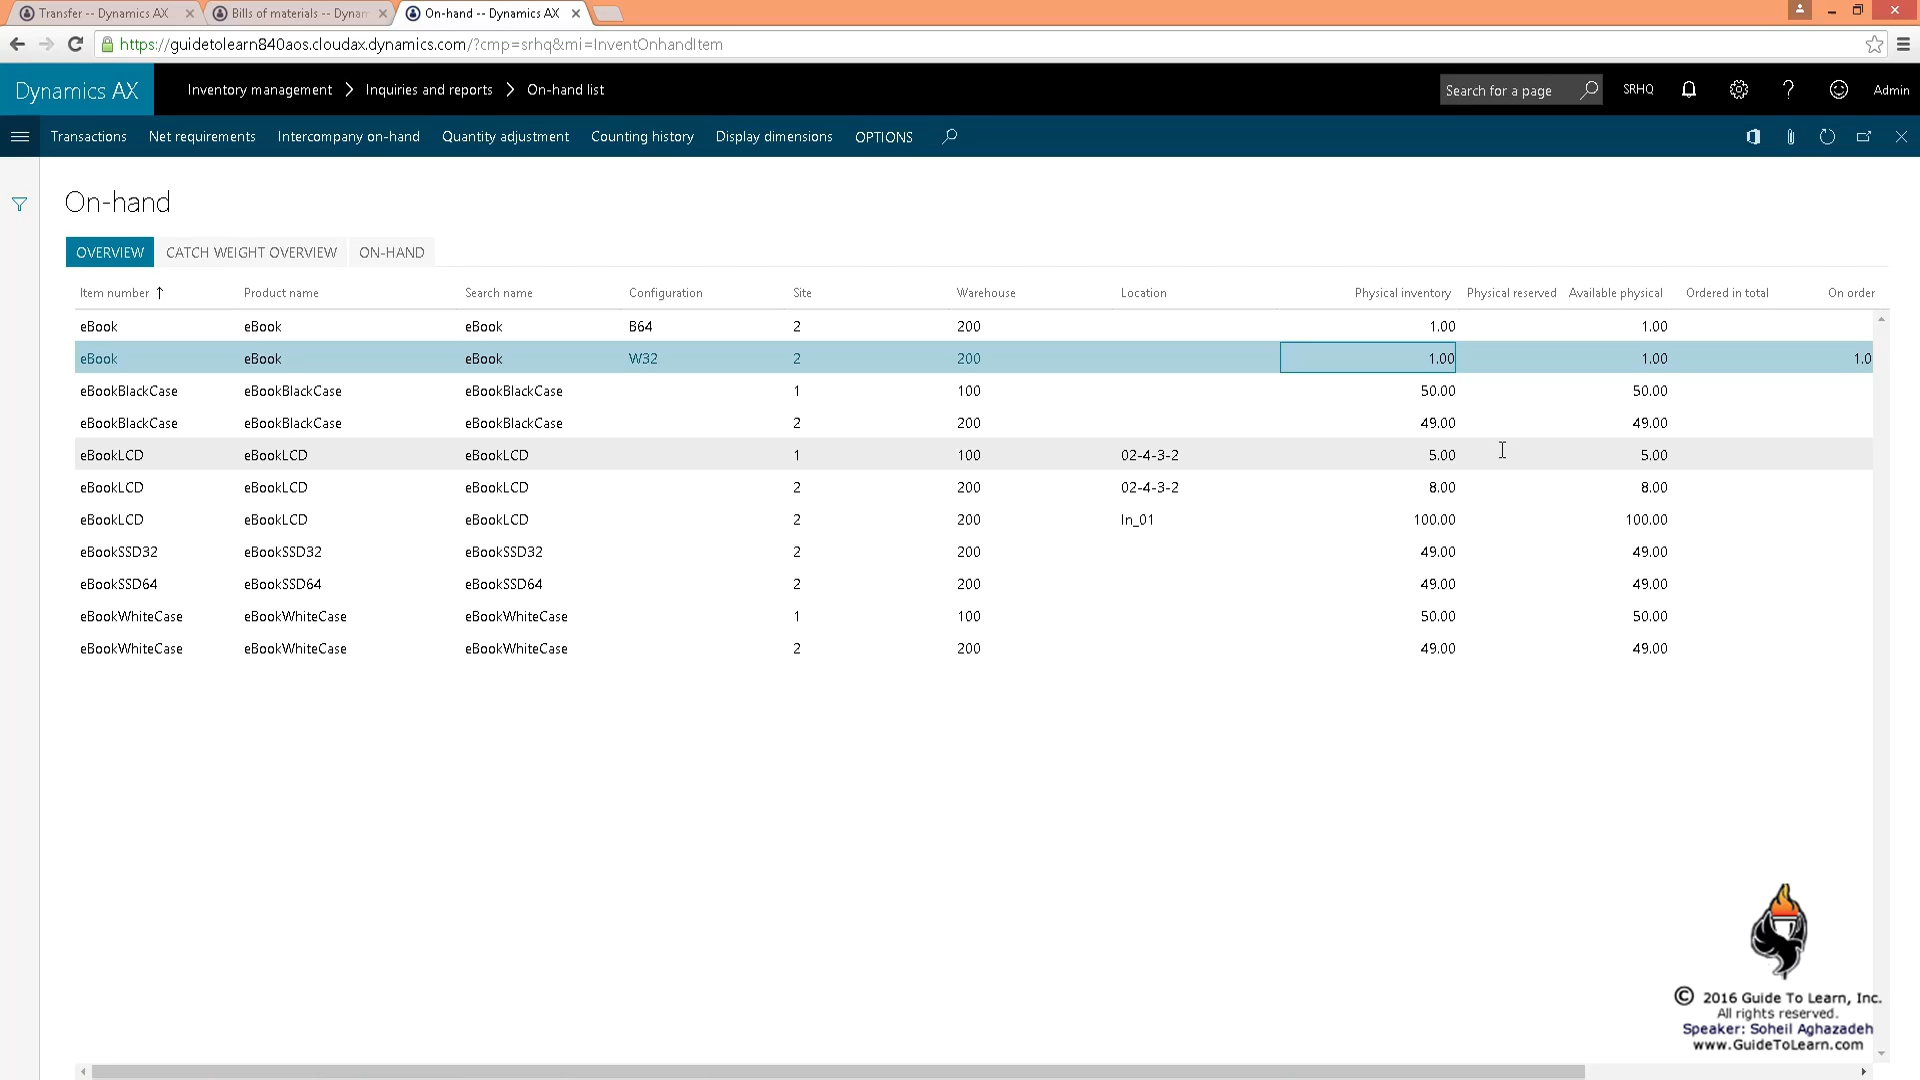 Transfer -- Dynamics AX Bills of materials -- Dynan On-hand -- Dynamics AX
https://guidetolearn840aos.cloudax.dynamics.com/?cmp=srhq&mi=InventOnhandItem
Dynamics AX Inventory management Inquiries and reports On-hand list Search for a page SRHQ Admin
Transactions Net requirements Intercompany on-hand Quantity adjustment Counting history Display dimensions OPTIONS
On-hand
OVERVIEW CATCH WEIGHT OVERVIEW ON-HAND
Item number Product name Search name Configuration Site Warehouse Location Physical inventory Physical reserved Available physical Ordered in total On order
eBook eBook eBook B64 2 200 1.00 1.00
eBook eBook eBook W32 2 200 1.00 1.00 1.0
eBookBlackCase eBookBlackCase eBookBlackCase 1 100 50.00 50.00
eBookBlackCase eBookBlackCase eBookBlackCase 2 200 49.00 49.00
eBookLCD eBookLCD eBookLCD 1 100 02-4-3-2 5.00 5.00
eBookLCD eBookLCD eBookLCD 2 200 02-4-3-2 8.00 8.00
eBookLCD eBookLCD eBookLCD 2 200 In_01 100.00 100.00
eBookSSD32 eBookSSD32 eBookSSD32 2 200 49.00 49.00
eBookSSD64 eBookSSD64 eBookSSD64 2 200 49.00 49.00
eBookWhiteCase eBookWhiteCase eBookWhiteCase 1 100 50.00 50.00
eBookWhiteCase eBookWhiteCase eBookWhiteCase 2 200 49.00 49.00
© 2016 Guide To Learn, Inc.
All rights reserved.
Speaker: Soheil Aghazadeh
www.GuideToLearn.com